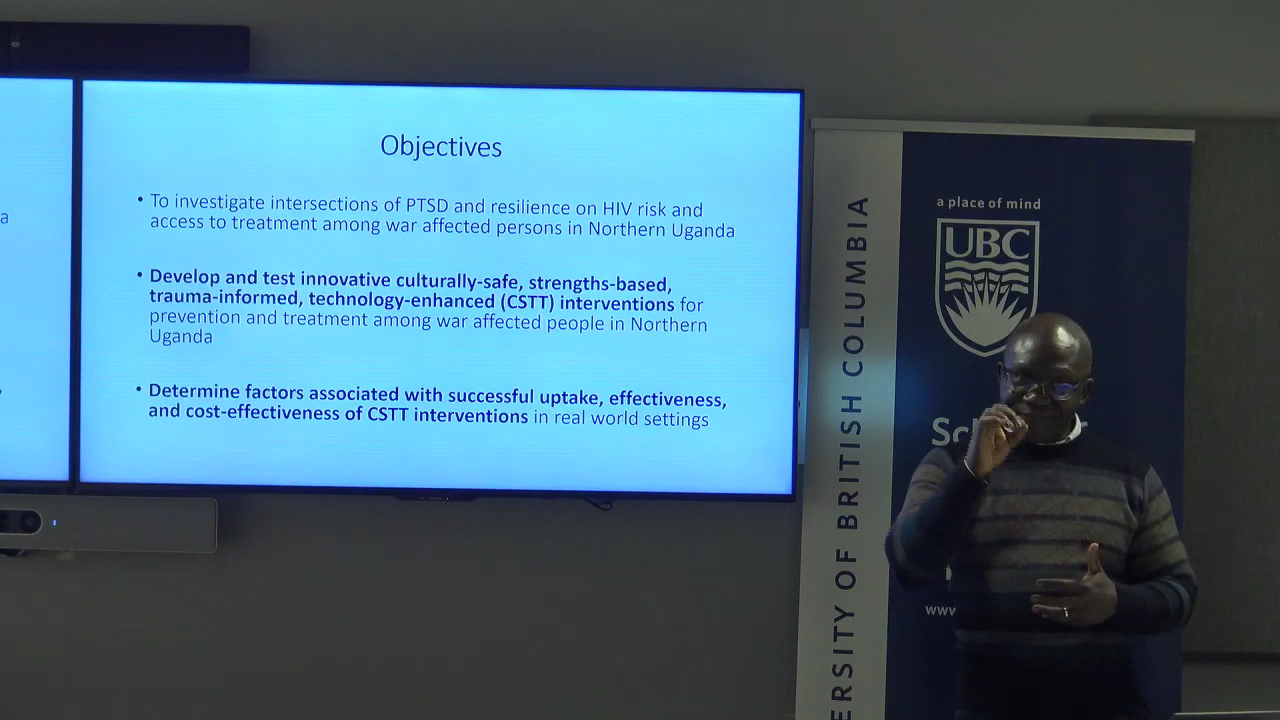 Objectives
• To investigate intersections of PTSD and resilience on HIV risk and
access to treatment among war affected persons in Northern Uganda
• Develop and test innovative culturally-safe, strengths-based,
trauma-informed, technology-enhanced (CSTT) interventions for
prevention and treatment among war affected people in Northern
Uganda
• Determine factors associated with successful uptake, effectiveness,
and cost-effectiveness of CSTT interventions in real world settings
a
ERSITY OF BRITISH COLUMBIA
a place of mind
UBC
www